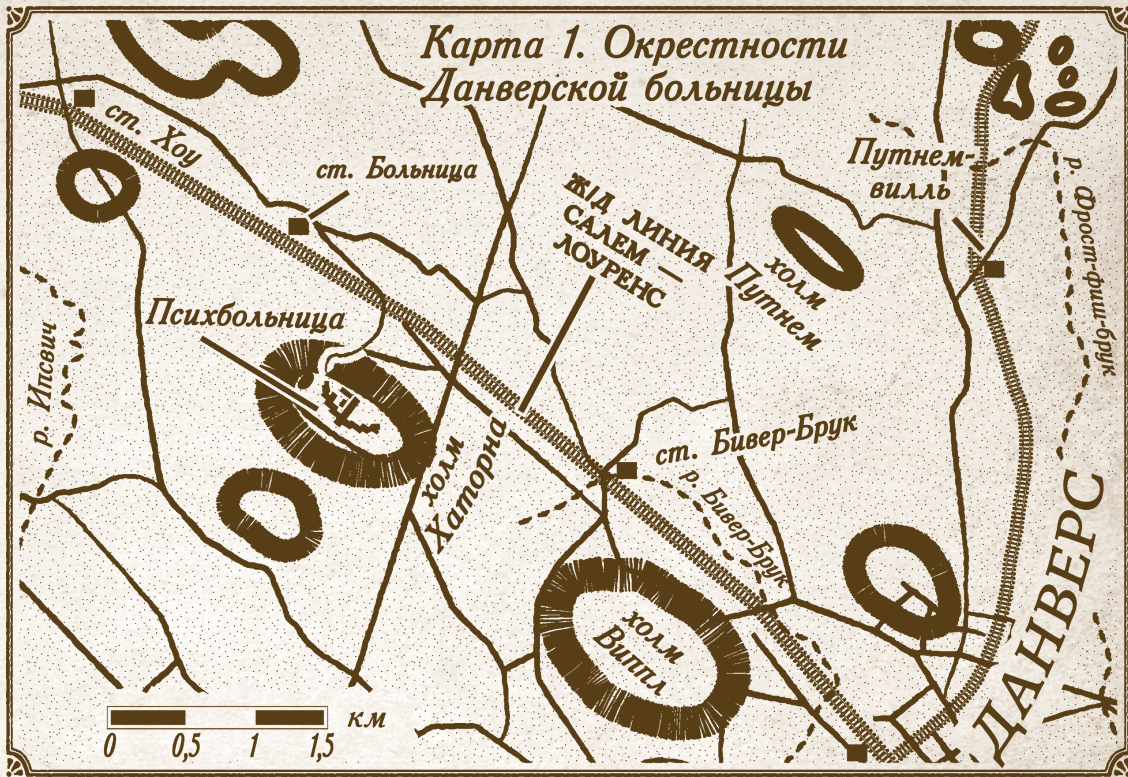 Карта 1. Окрестности
Данверской больницы
ст. Хоу
ст. Больница
Ж/Д ЛИНИЯ
САЛЕМ —
ЛОУРЕНС
Путнем-
вилль
р. Фрост-фиш-брук
холм
Путнем
Психбольница
р. Ипсвич
холм
Хаторна
ст. Бивер-Брук
р. Бивер-Брук
холм
Виппл
ДАНВЕРС
км
0 0,5 1 1,5